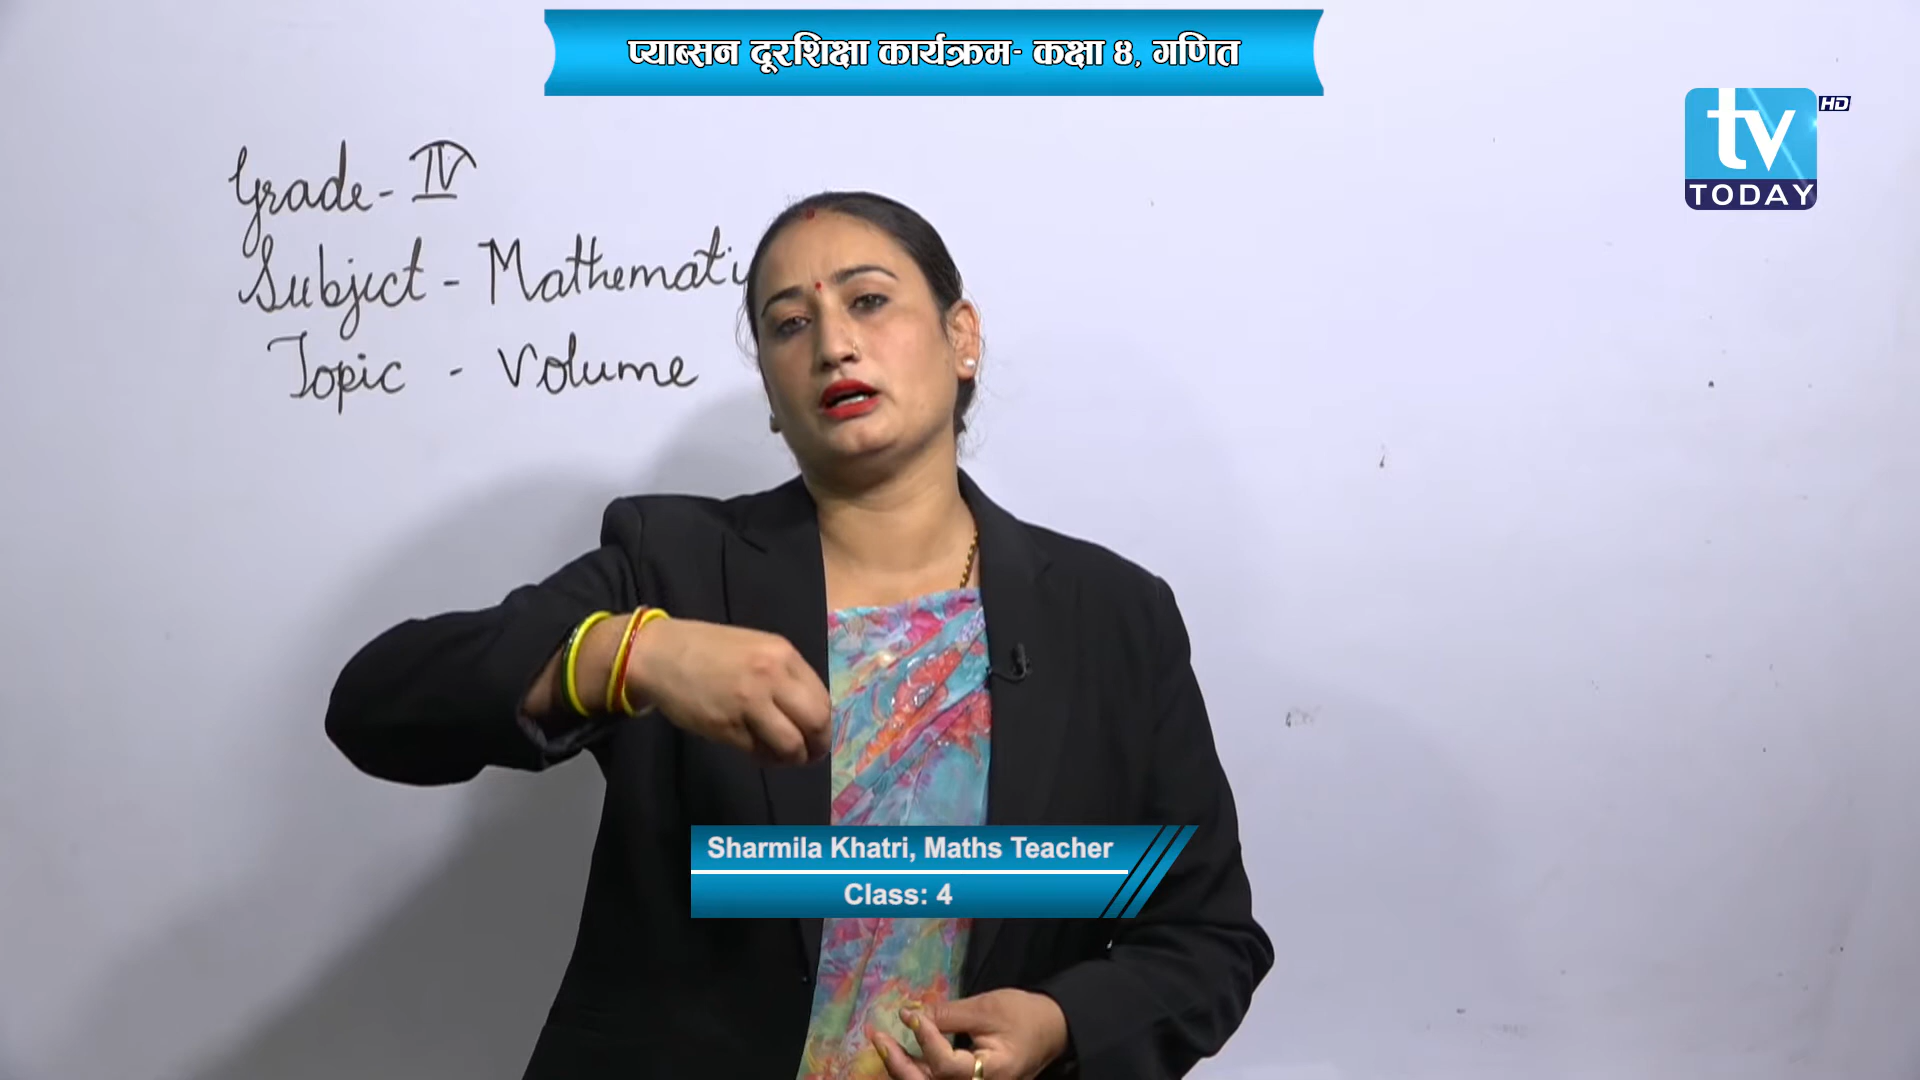 प्याब्सन दूरशिक्षा कार्यक्रम- कक्षा ४, गणित
tv HD
TODAY
Grade - IV
Subject - Mathemati
Topic - Volume
Sharmila Khatri, Maths Teacher
Class: 4